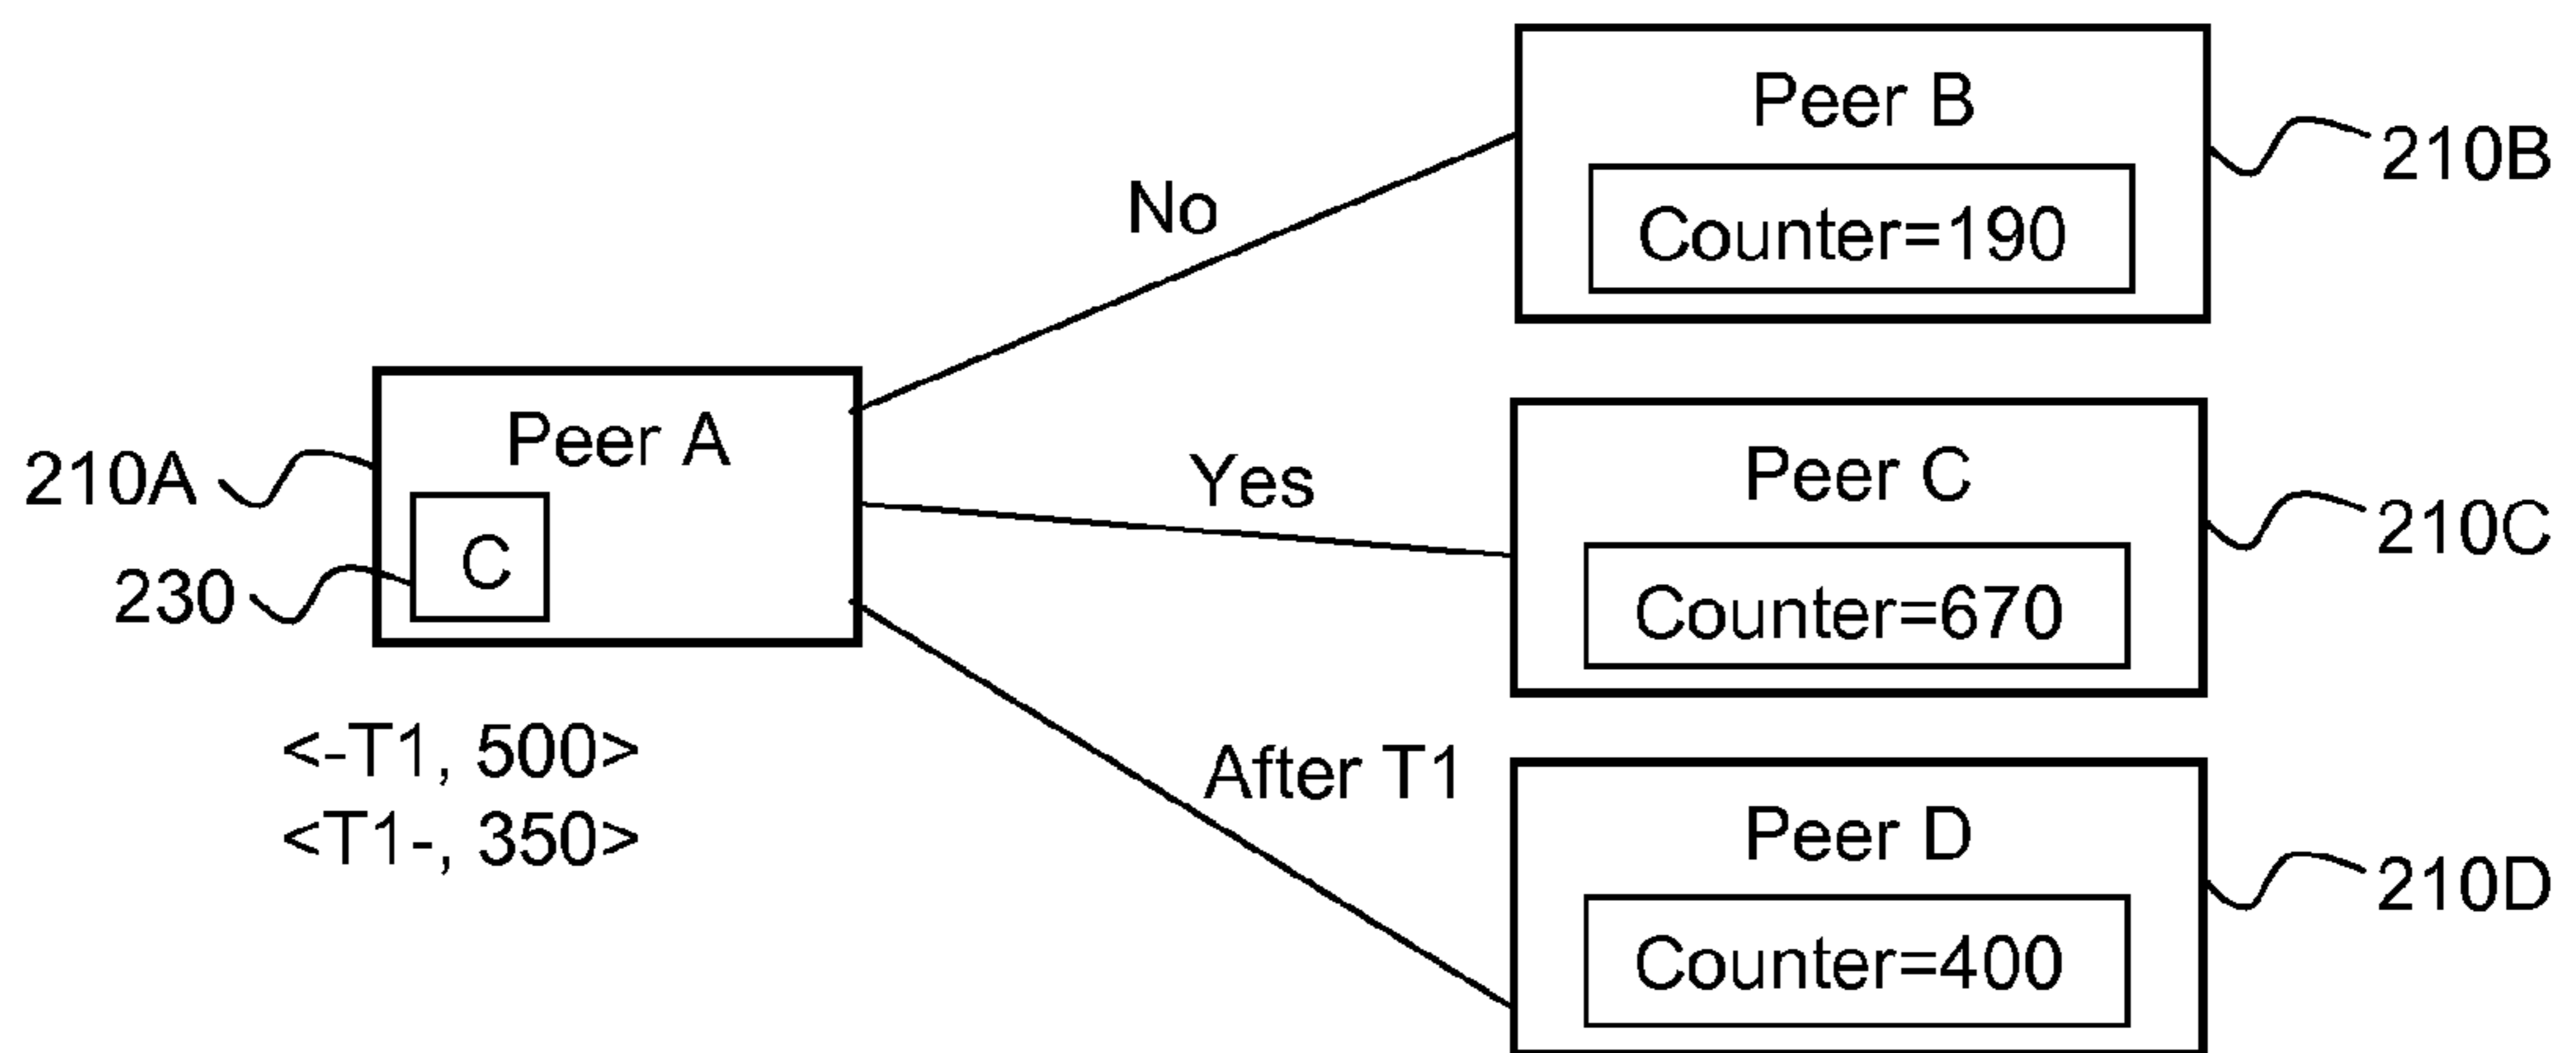 Peer B
Counter=190
210B
No
Peer A
C
210A
230
<-T1, 500>
<T1-, 350>
Yes
Peer C
Counter=670
210C
After T1
Peer D
Counter=400
210D